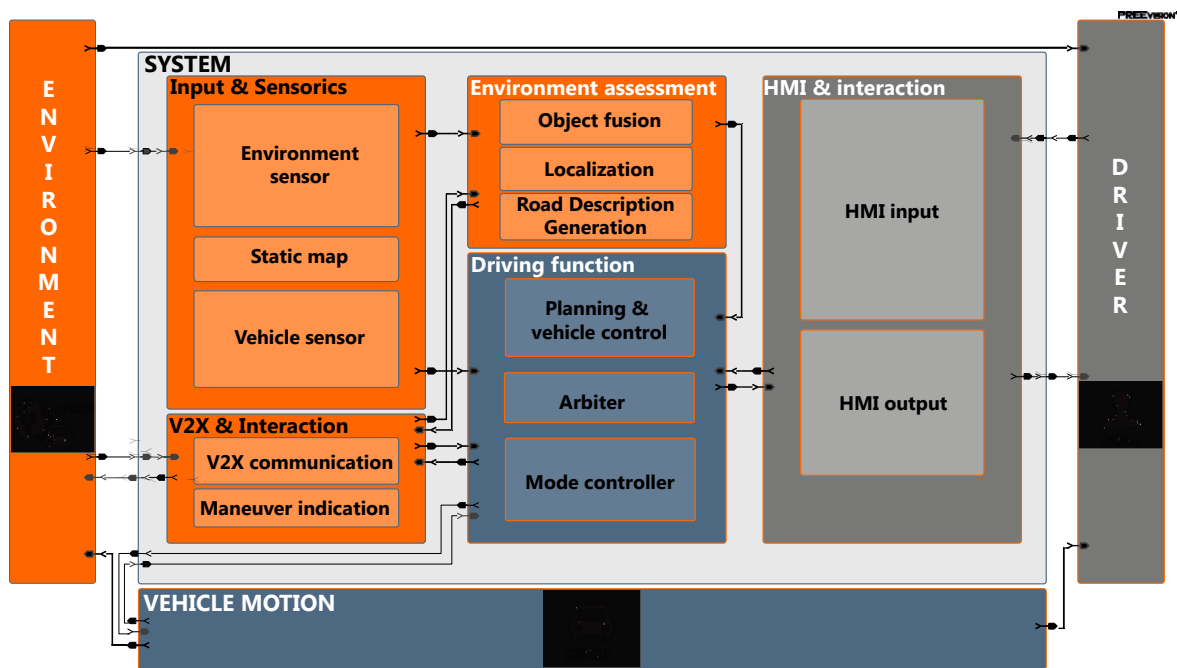 PREEVISION
ENVIRONMENT
SYSTEM
Input & Sensorics
Environment
sensor
Static map
Vehicle sensor
V2X & Interaction
V2X communication
Maneuver indication
Environment assessment
Object fusion
Localization
Road Description
Generation
Driving function
Planning &
vehicle control
Arbiter
Mode controller
HMI & interaction
HMI input
HMI output
DRIVER
VEHICLE MOTION